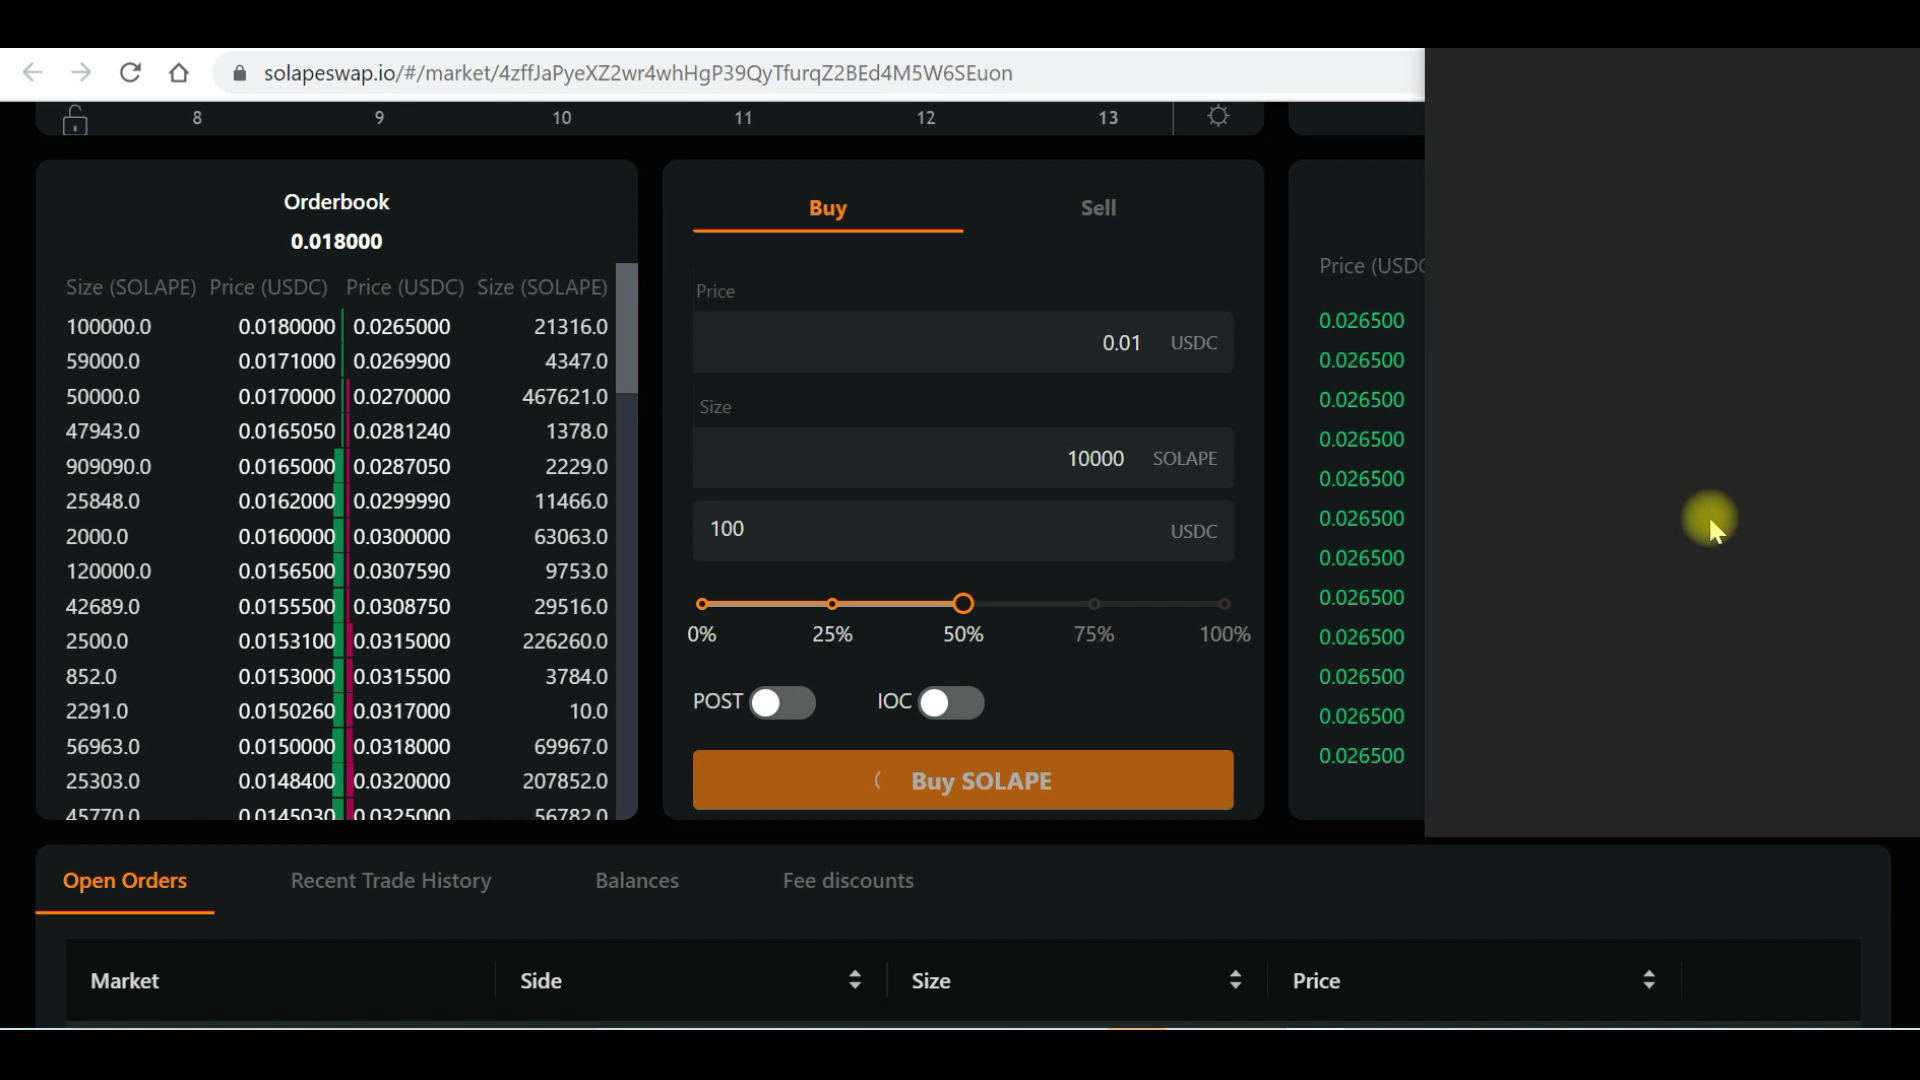 solapeswap.io/#/market/4zffJaPyeXZ2wr4whHgP39QyTfurqZ2BEd4M5W6SEuon
8 9 10 11 12 13
Orderbook
0.018000
Size (SOLAPE) Price (USDC) Price (USDC) Size (SOLAPE)
100000.0 0.0180000 0.0265000 21316.0
59000.0 0.0171000 0.0269900 4347.0
50000.0 0.0170000 0.0270000 467621.0
47943.0 0.0165050 0.0281240 1378.0
909090.0 0.0165000 0.0287050 2229.0
25848.0 0.0162000 0.0299990 11466.0
2000.0 0.0160000 0.0300000 63063.0
120000.0 0.0156500 0.0307590 9753.0
42689.0 0.0155500 0.0308750 29516.0
2500.0 0.0153100 0.0315000 226260.0
852.0 0.0153000 0.0315500 3784.0
2291.0 0.0150260 0.0317000 10.0
56963.0 0.0150000 0.0318000 69967.0
25303.0 0.0148400 0.0320000 207852.0
45770.0 0.0145030 0.0325000 56782.0
Buy Sell
Price
0.01 USDC
Size
10000 SOLAPE
100 USDC
0% 25% 50% 75% 100%
POST IOC
Buy SOLAPE
Price (USDC
0.026500
0.026500
0.026500
0.026500
0.026500
0.026500
0.026500
0.026500
0.026500
0.026500
0.026500
0.026500
Open Orders Recent Trade History Balances Fee discounts
Market Side Size Price